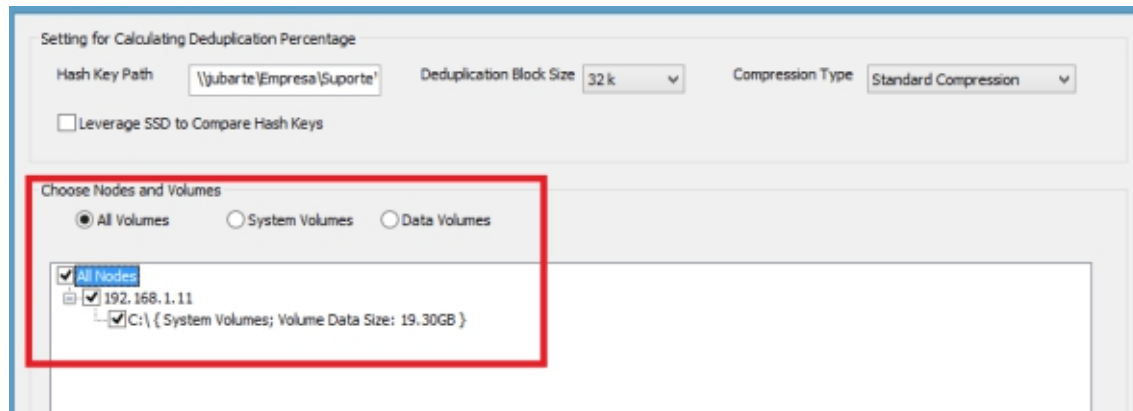 Setting for Calculating Deduplication Percentage
Hash Key Path \\jubarte\Empresa\Suporte' Deduplication Block Size 32 k Compression Type Standard Compression
Leverage SSD to Compare Hash Keys
Choose Nodes and Volumes
All Volumes System Volumes Data Volumes
All Nodes
192.168.1.11
C:\ { System Volumes; Volume Data Size: 19.30GB }